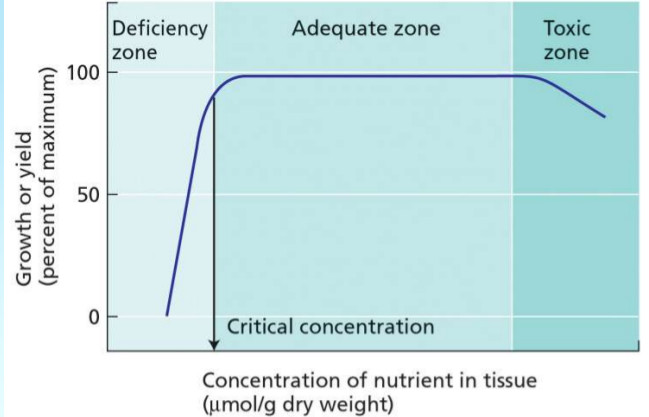 Deficiency
zone
Adequate zone
Toxic
zone
100
50
0
Growth or yield
(percent of maximum)
Critical concentration
Concentration of nutrient in tissue
(μmol/g dry weight)